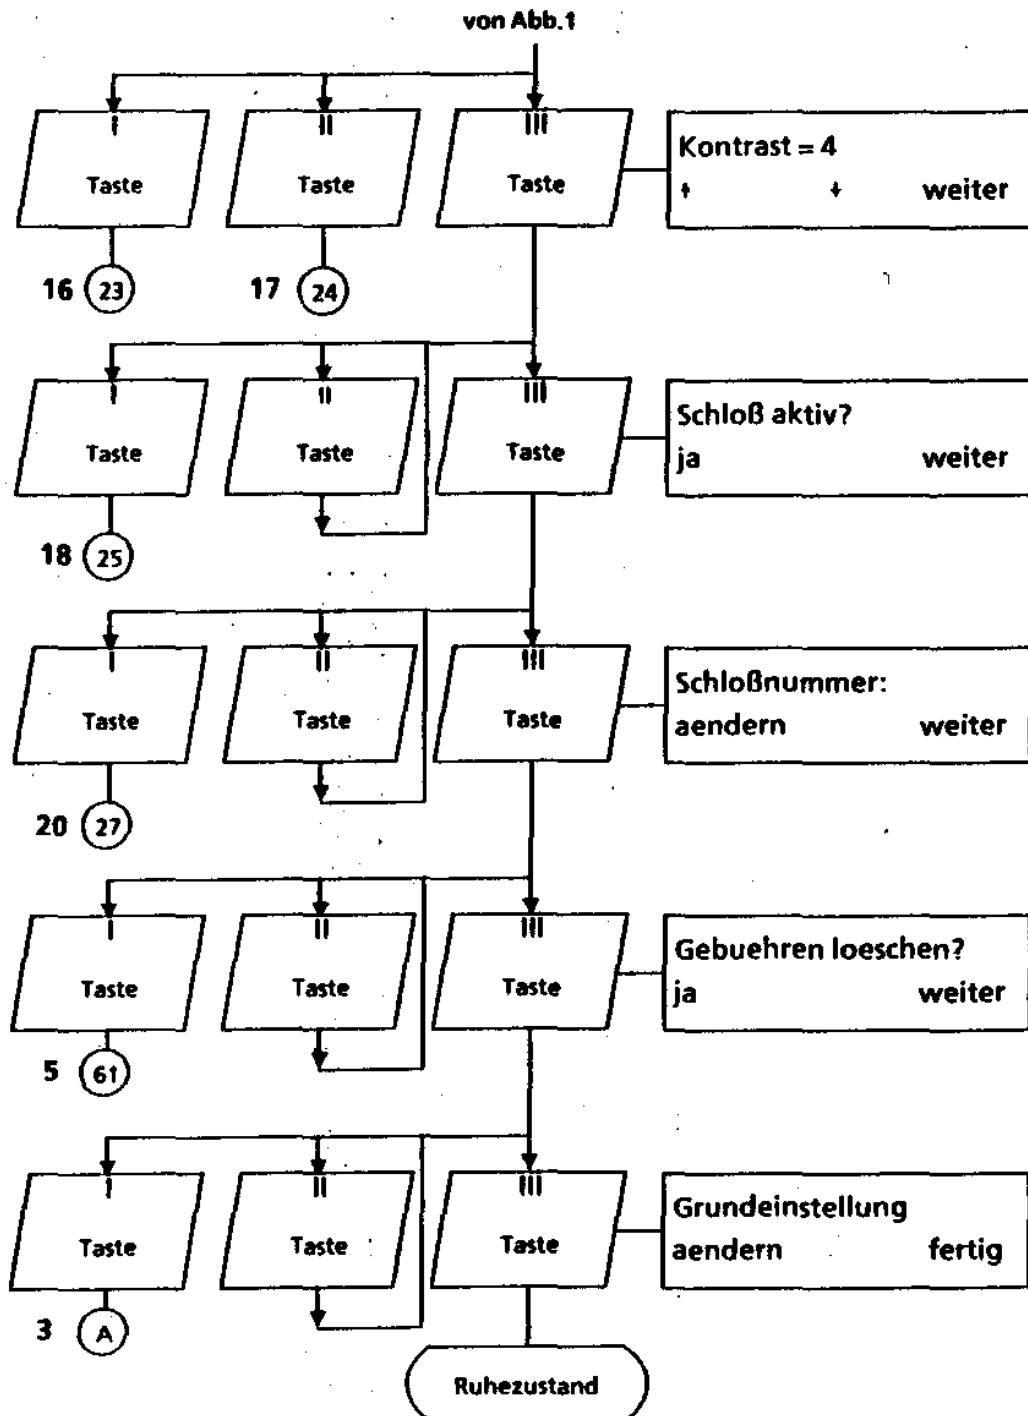 von Abb.1
I II III
Kontrast = 4
Taste Taste Taste
↑ ↓ weiter
16 23 17 24
I II III
Schloß aktiv?
Taste Taste Taste
ja weiter
18 25
I II III
Schloßnummer:
Taste Taste Taste
aendern weiter
20 27
I II III
Gebuehren loeschen?
Taste Taste Taste
ja weiter
5 61
I II III
Grundeinstellung
Taste Taste Taste
aendern fertig
3 A
Ruhezustand